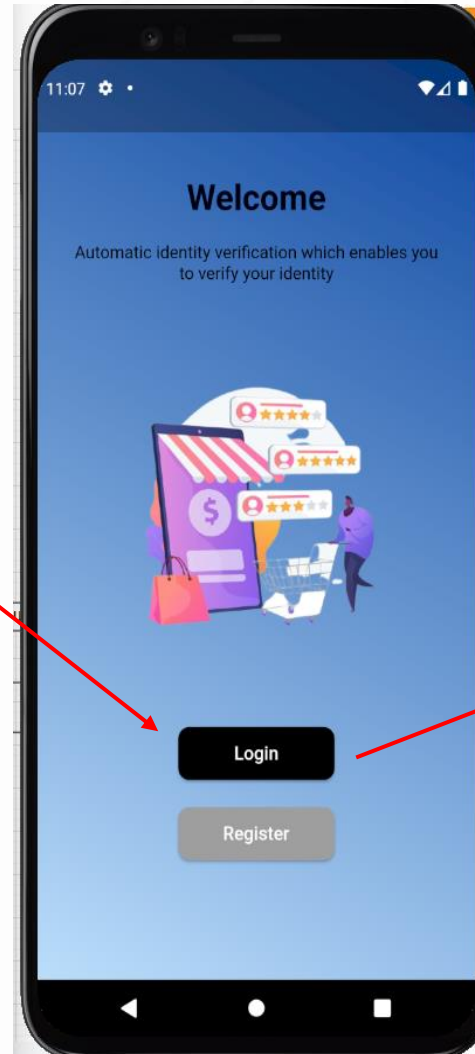 11:07
Welcome
Automatic identity verification which enables you
to verify your identity
$
Login
Register